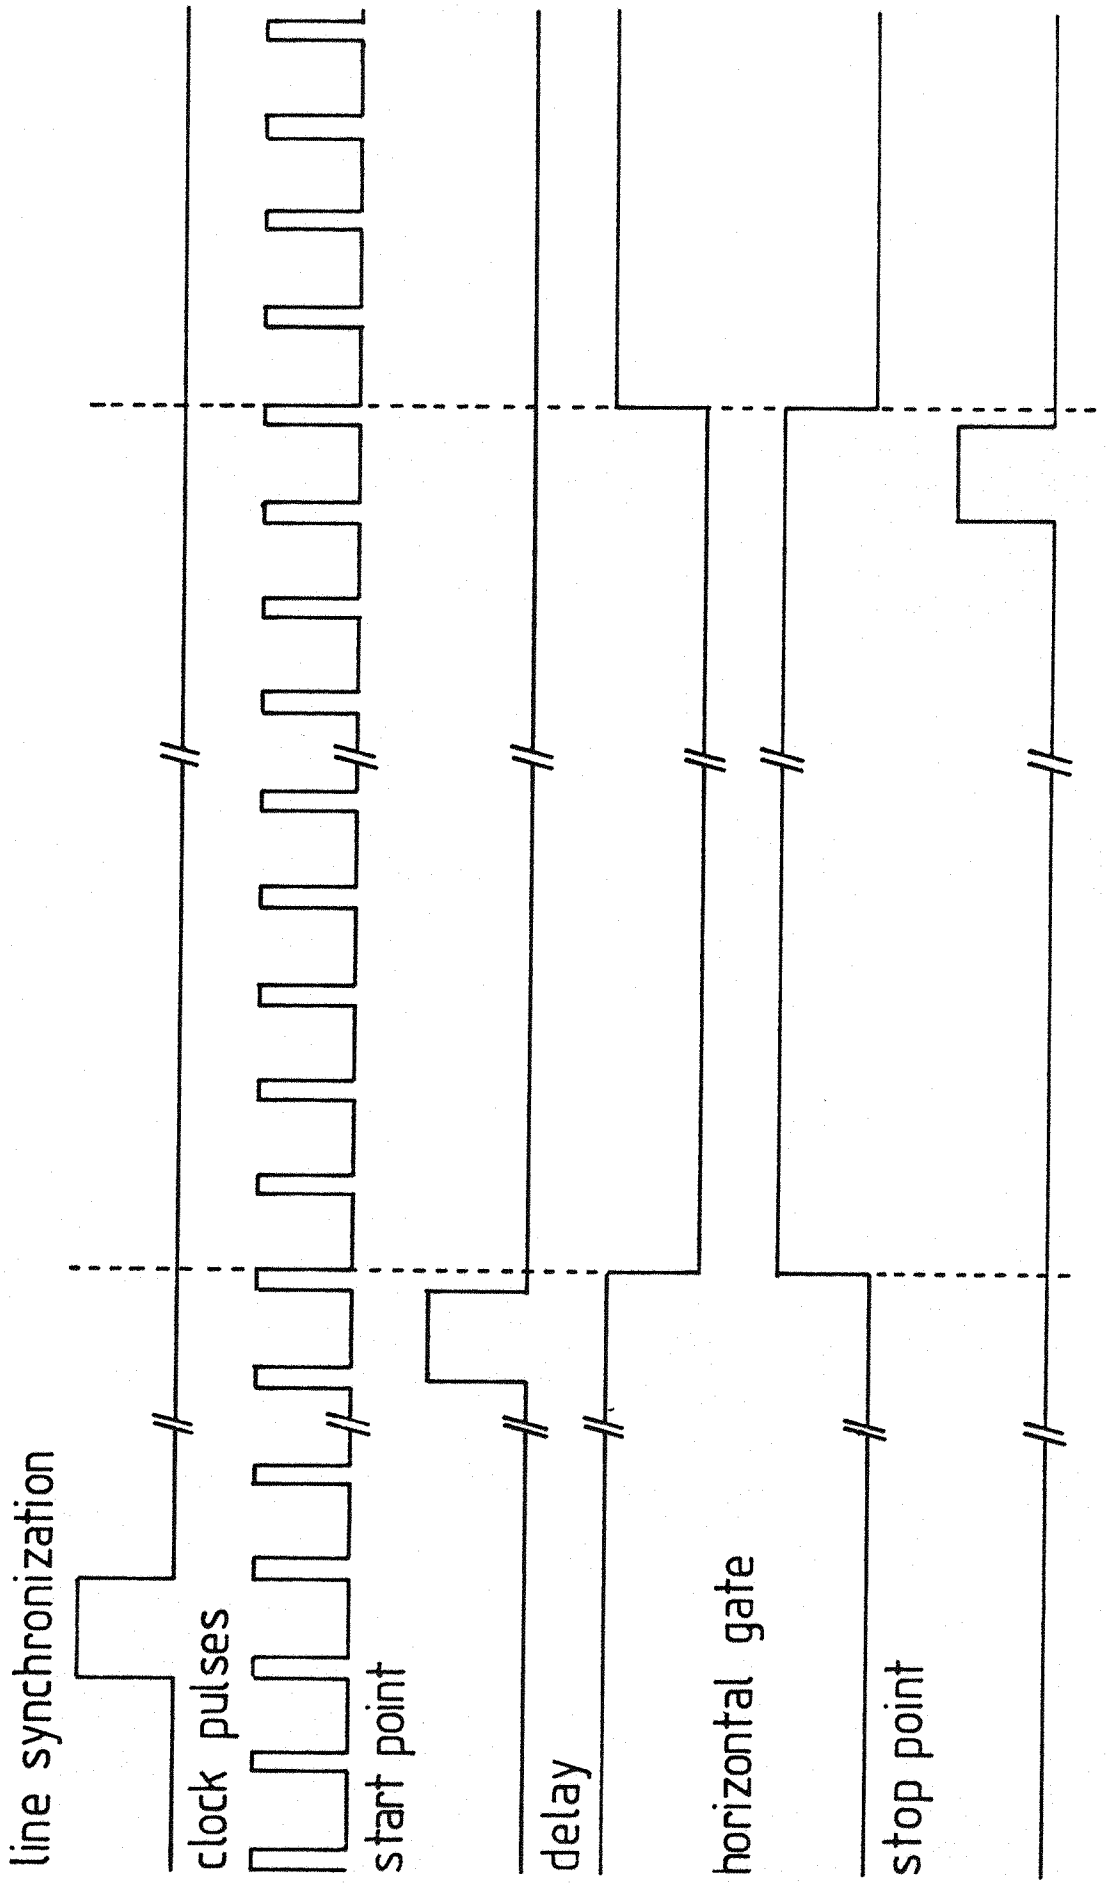 line synchronization
clock pulses
start point
delay
horizontal gate
stop point